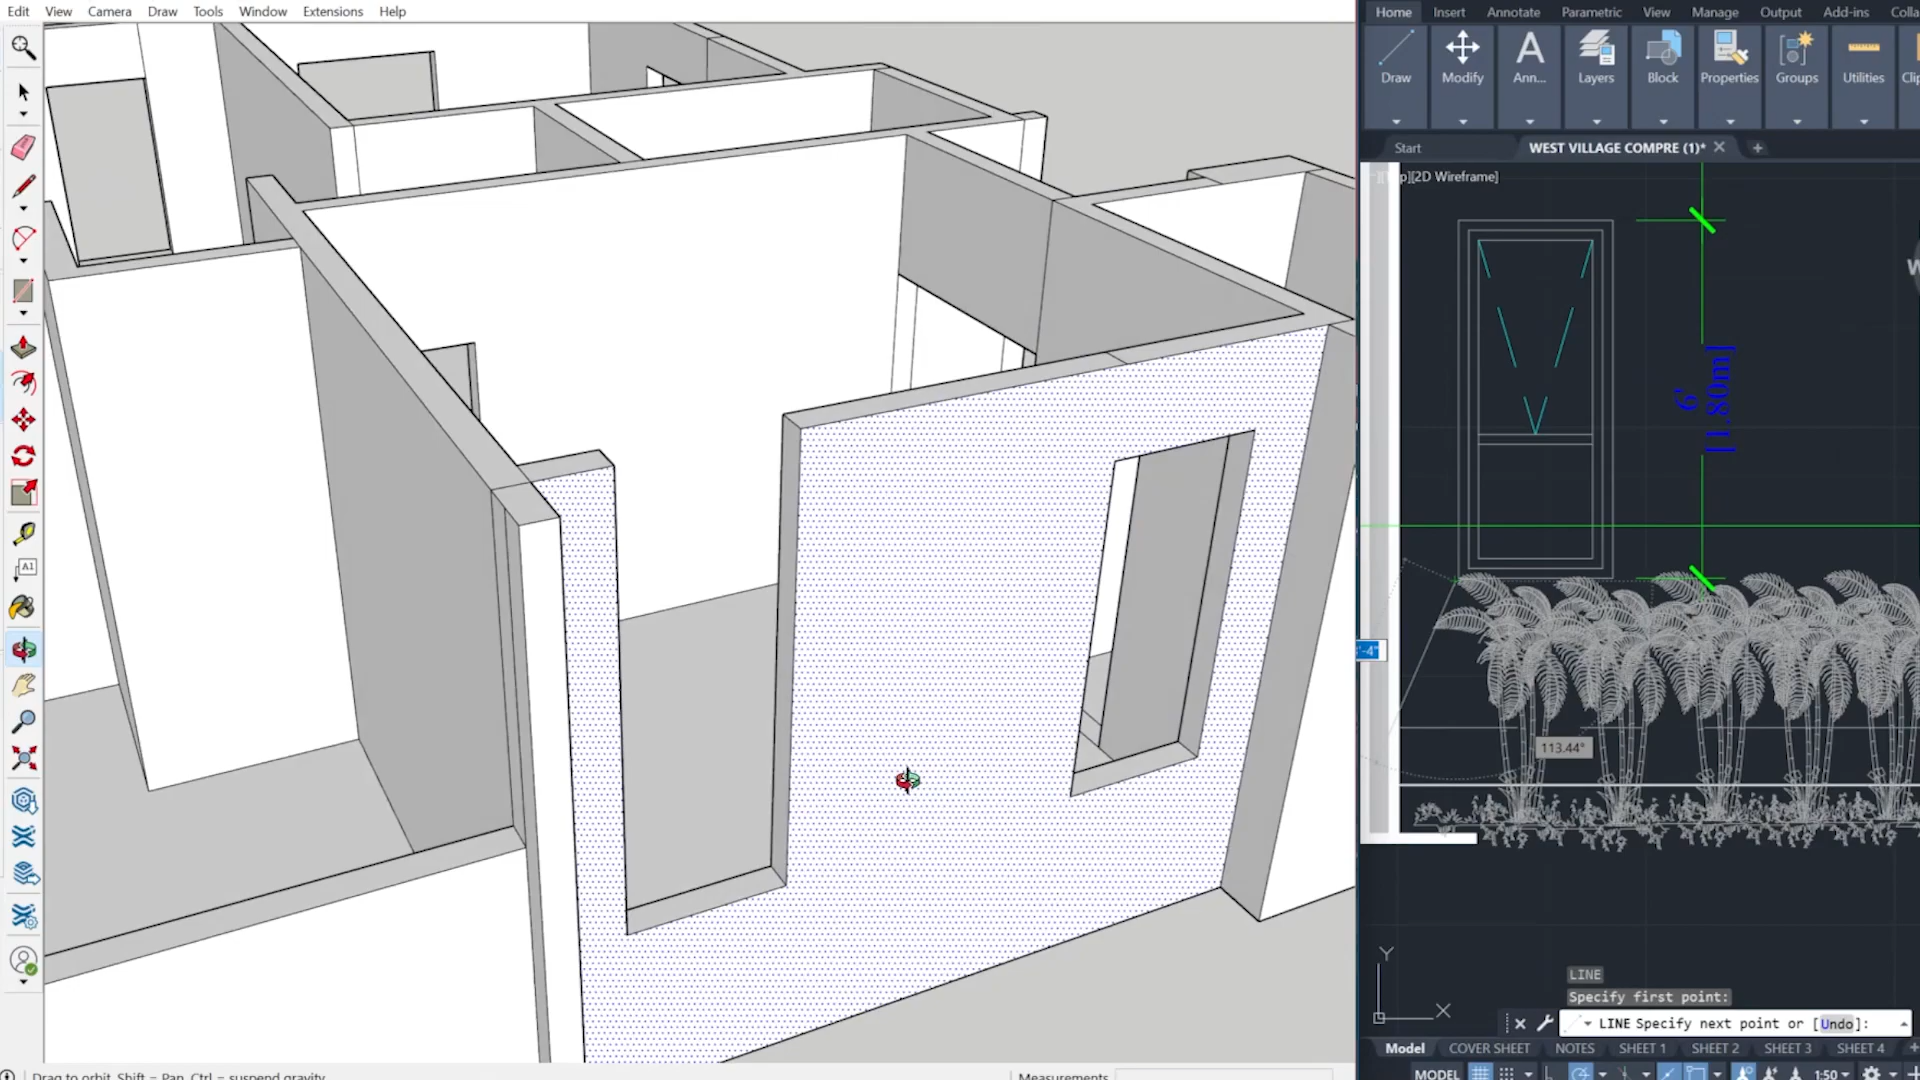 Edit View Camera Draw Tools Window Extensions Help
A1
Drag to orbit. Shift = Pan, Ctrl = suspend gravity
Measurements
Home Insert Annotate Parametric View Manage Output Add-ins
Draw Modify Ann... Layers Block Properties Groups Utilities
Start WEST VILLAGE COMPRE (1)*
[2D Wireframe]
6'
[1.80m]
113.44°
Y
X
LINE
Specify first point:
LINE Specify next point or [Undo]:
Model COVER SHEET NOTES SHEET 1 SHEET 2 SHEET 3 SHEET 4
MODEL 1:50